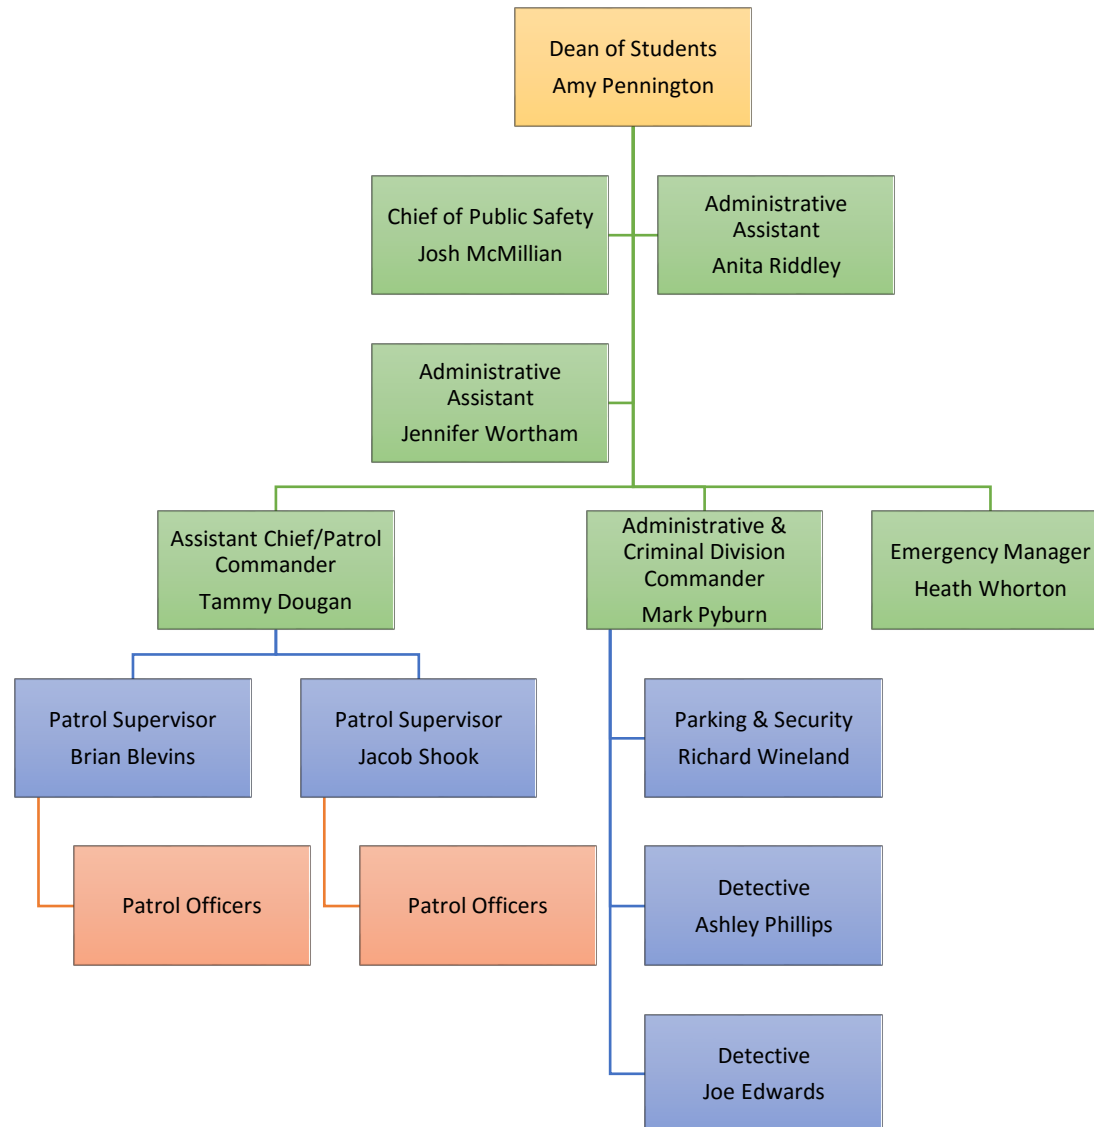 Dean of Students
Amy Pennington
Chief of Public Safety
Josh McMillian
Administrative
Assistant
Anita Riddley
Administrative
Assistant
Jennifer Wortham
Assistant Chief/Patrol
Commander
Tammy Dougan
Administrative &
Criminal Division
Commander
Mark Pyburn
Emergency Manager
Heath Whorton
Patrol Supervisor
Brian Blevins
Patrol Supervisor
Jacob Shook
Parking & Security
Richard Wineland
Patrol Officers
Patrol Officers
Detective
Ashley Phillips
Detective
Joe Edwards